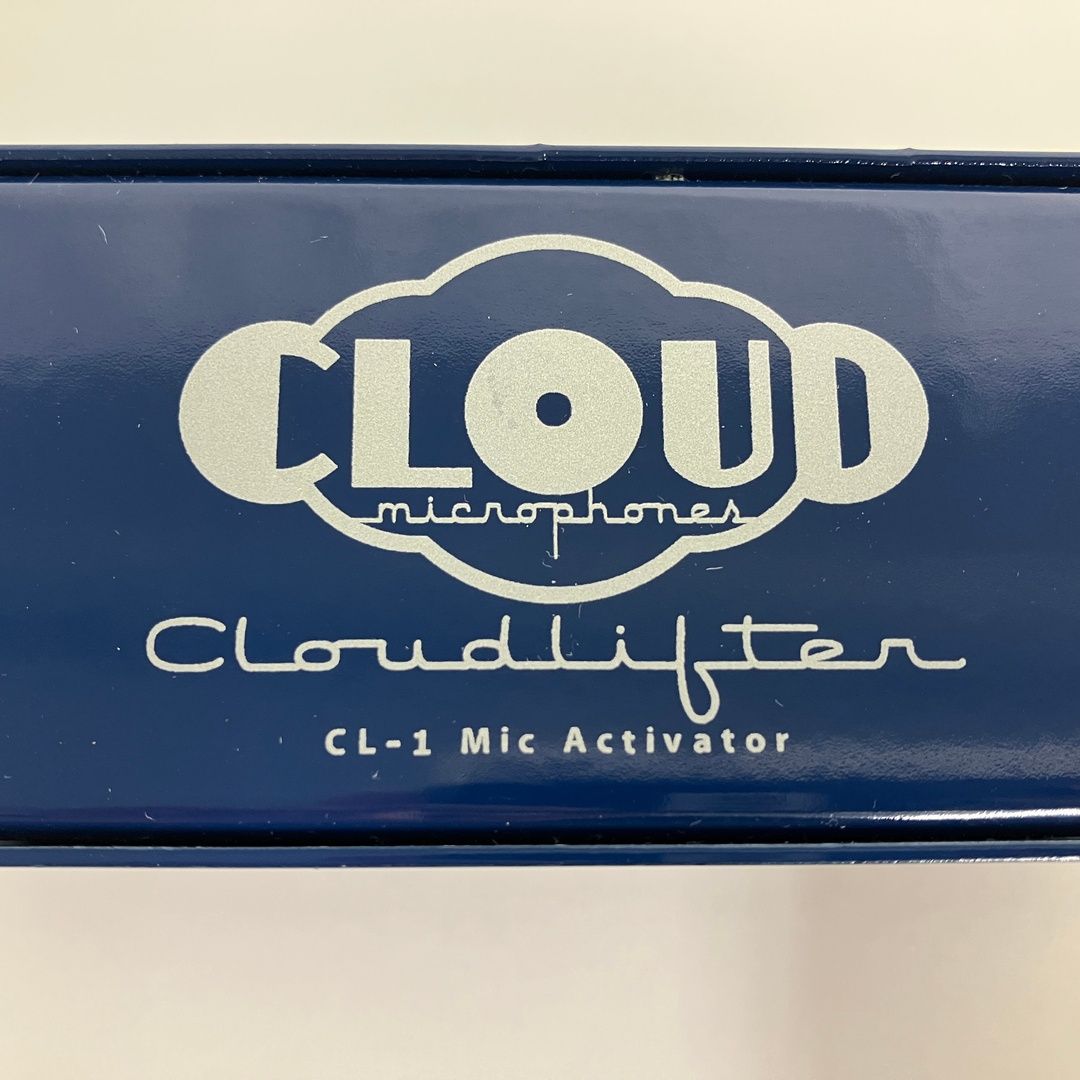 CLOUD
microphones
Cloudlifter
CL-1 Mic Activator